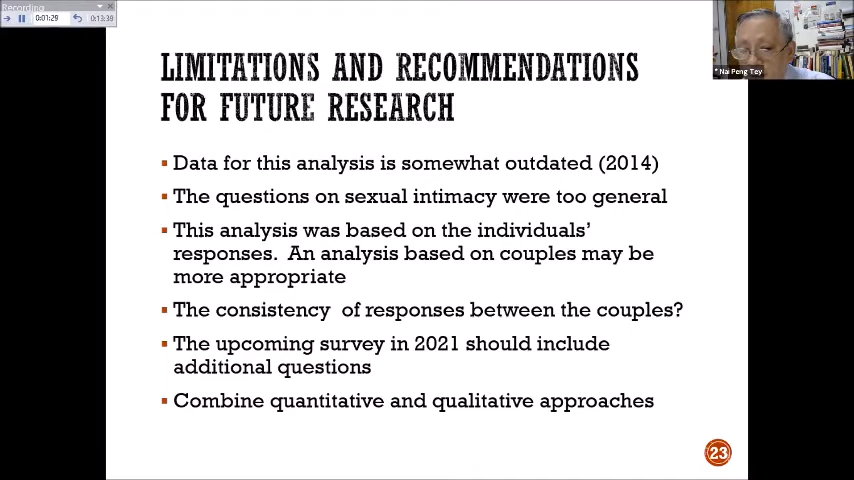 Recording
0:01:29
0:13:39
LIMITATIONS AND RECOMMENDATIONS
FOR FUTURE RESEARCH
▪ Data for this analysis is somewhat outdated (2014)
▪ The questions on sexual intimacy were too general
▪ This analysis was based on the individuals’
responses.  An analysis based on couples may be
more appropriate
▪ The consistency  of responses between the couples?
▪ The upcoming survey in 2021 should include
additional questions
▪ Combine quantitative and qualitative approaches
23
* Nai Peng Tey